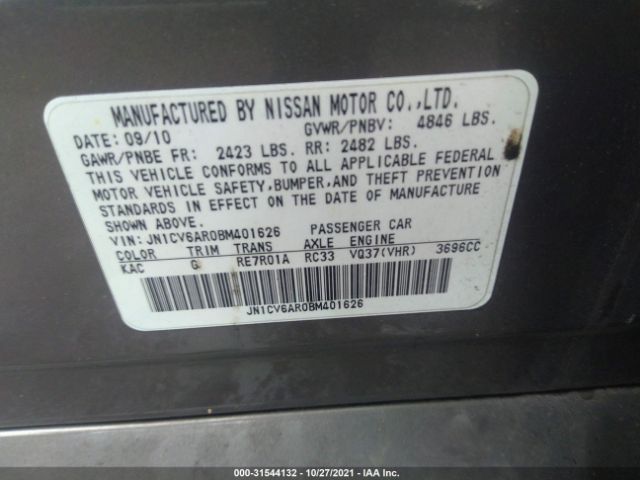 MANUFACTURED BY NISSAN MOTOR CO.,LTD.
DATE: 09/10 GVWR/PNBV: 4846 LBS.
GAWR/PNBE FR: 2423 LBS. RR: 2482 LBS.
THIS VEHICLE CONFORMS TO ALL APPLICABLE FEDERAL
MOTOR VEHICLE SAFETY,BUMPER,AND THEFT PREVENTION
STANDARDS IN EFFECT ON THE DATE OF MANUFACTURE
SHOWN ABOVE.
VIN: JN1CV6AR0BM401626 PASSENGER CAR
COLOR TRIM TRANS AXLE ENGINE
KAC G RE7R01A RC33 VQ37(VHR) 3696CC
JN1CV6AR0BM401626
000-31544132 - 10/27/2021 - IAA Inc.